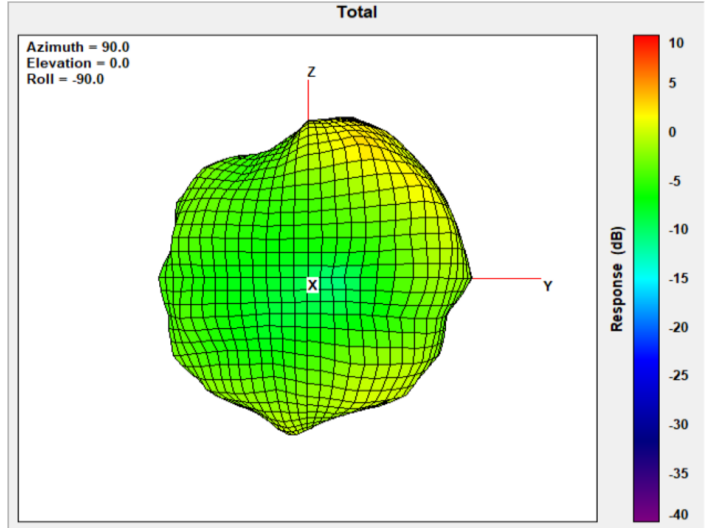 Total
Azimuth = 90.0
Elevation = 0.0
Roll = -90.0
Z
X
Y
Response (dB)
10
5
0
-5
-10
-15
-20
-25
-30
-35
-40